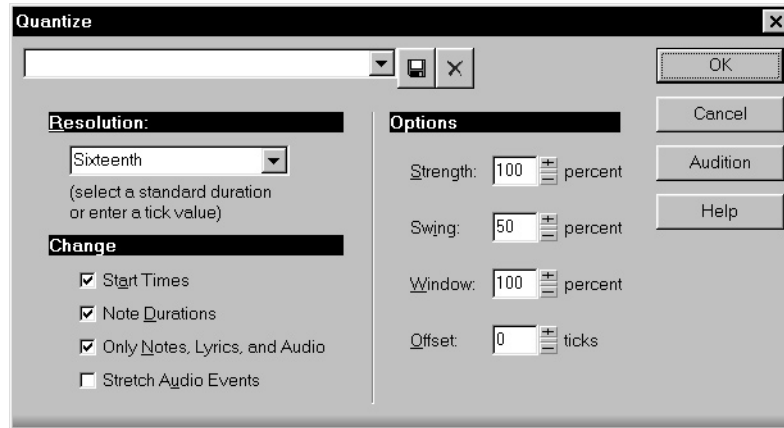 Quantize
OK
Resolution:
Options
Cancel
Sixteenth
Strength: 100 percent
Audition
(select a standard duration
or enter a tick value)
Swing: 50 percent
Help
Change
Start Times
Window: 100 percent
Note Durations
Only Notes, Lyrics, and Audio
Offset: 0 ticks
Stretch Audio Events